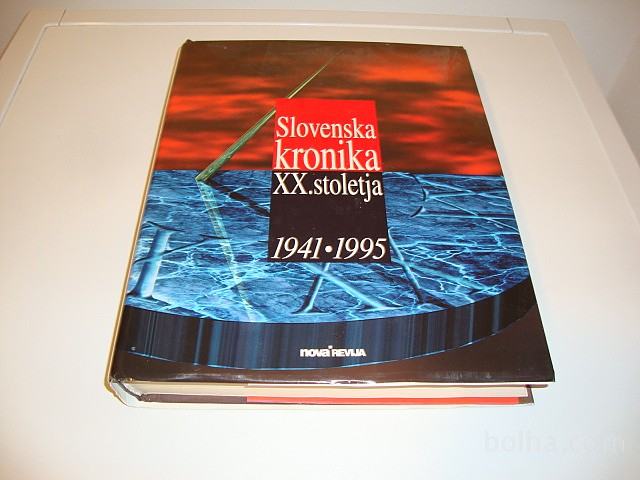 Slovenska
kronika
XX.stoletja
1941•1995
nova REVIJA
bolha.com